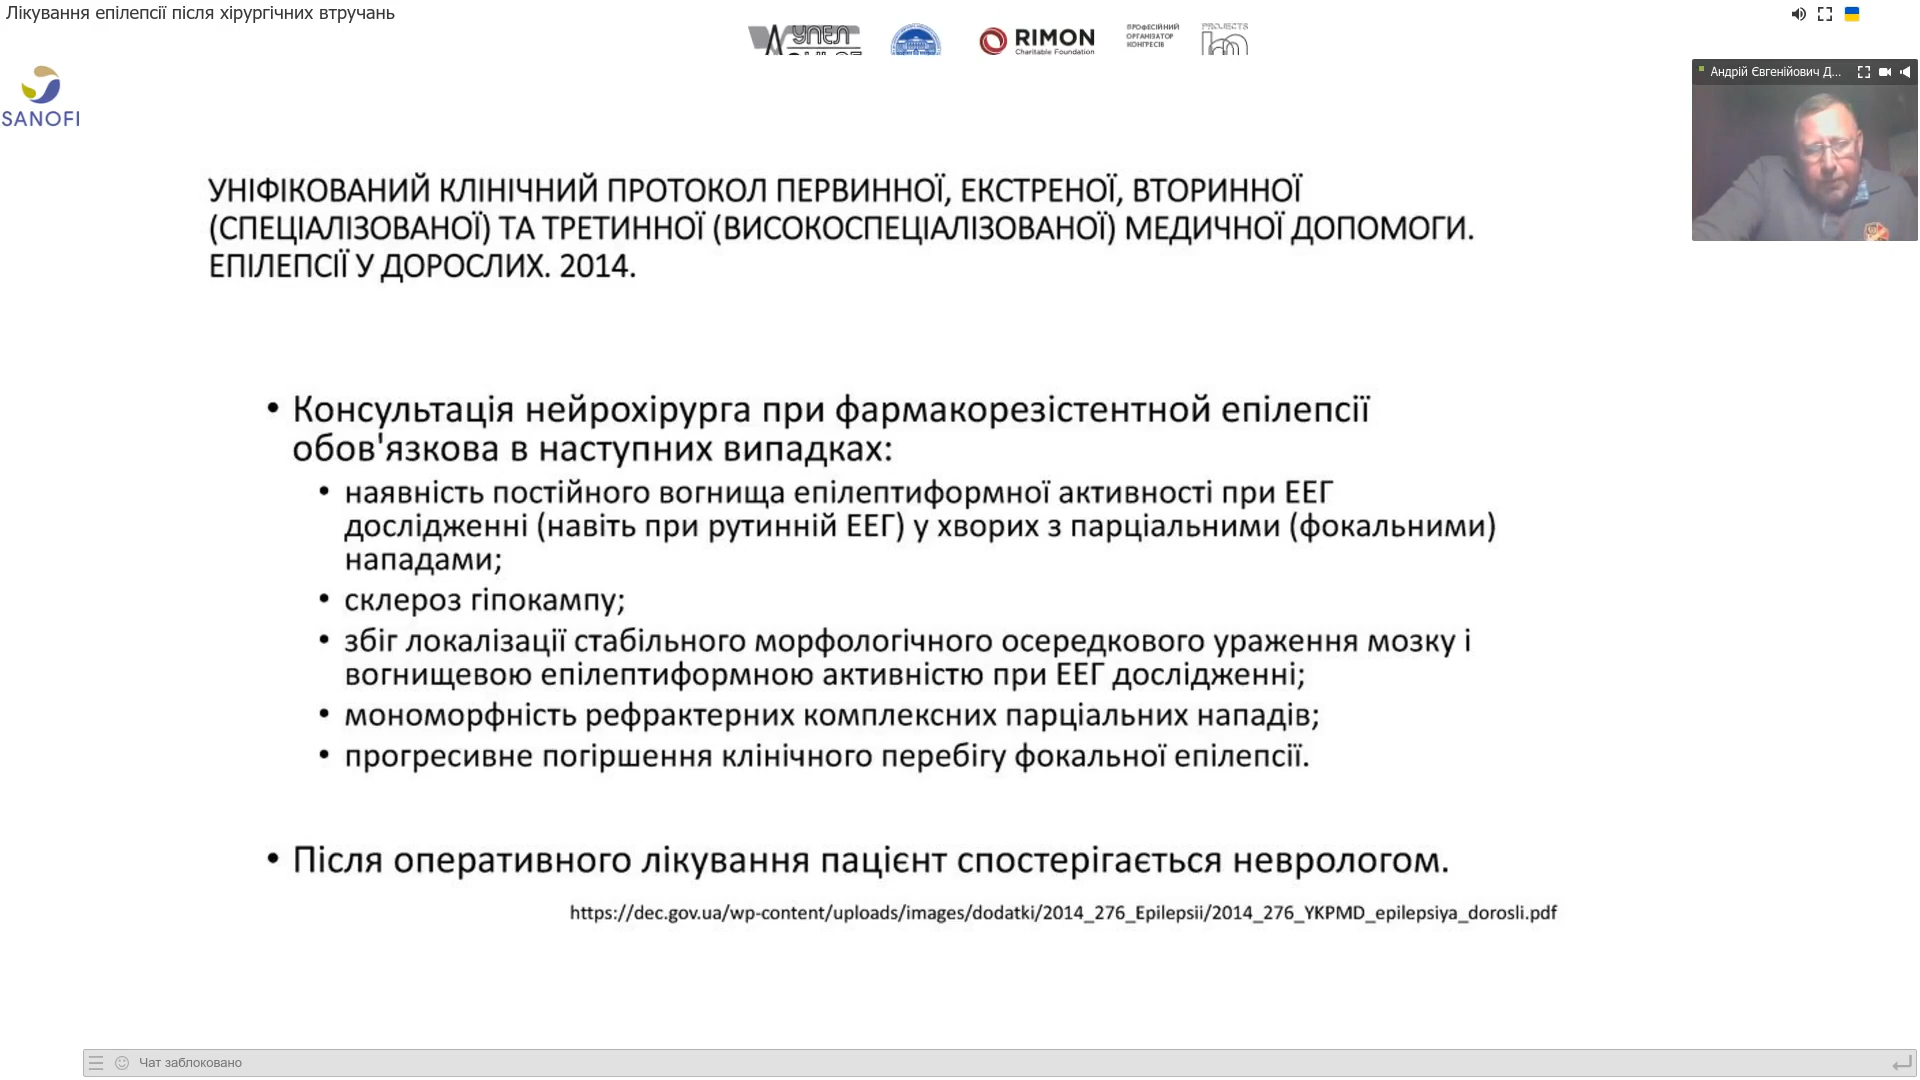 Лікування епілепсії після хірургічних втручань
УПЕЛ
RIMON
Charitable Foundation
ПРОФЕСІЙНИЙ
ОРГАНІЗАТОР
КОНГРЕСІВ
PROJECTS
SANOFI
Андрій Євгенійович Д...
УНІФІКОВАНИЙ КЛІНІЧНИЙ ПРОТОКОЛ ПЕРВИННОЇ, ЕКСТРЕНОЇ, ВТОРИННОЇ
(СПЕЦІАЛІЗОВАНОЇ) ТА ТРЕТИННОЇ (ВИСОКОСПЕЦІАЛІЗОВАНОЇ) МЕДИЧНОЇ ДОПОМОГИ.
ЕПІЛЕПСІЇ У ДОРОСЛИХ. 2014.
• Консультація нейрохірурга при фармакорезістентной епілепсії
обов'язкова в наступних випадках:
• наявність постійного вогнища епілептиформної активності при ЕЕГ
дослідженні (навіть при рутинній ЕЕГ) у хворих з парціальними (фокальними)
нападами;
• склероз гіпокампу;
• збіг локалізації стабільного морфологічного осередкового ураження мозку і
вогнищевою епілептиформною активністю при ЕЕГ дослідженні;
• мономорфність рефрактерних комплексних парціальних нападів;
• прогресивне погіршення клінічного перебігу фокальної епілепсії.
• Після оперативного лікування пацієнт спостерігається неврологом.
https://dec.gov.ua/wp-content/uploads/images/dodatki/2014_276_Epilepsii/2014_276_YKPMD_epilepsiya_dorosli.pdf
Чат заблоковано